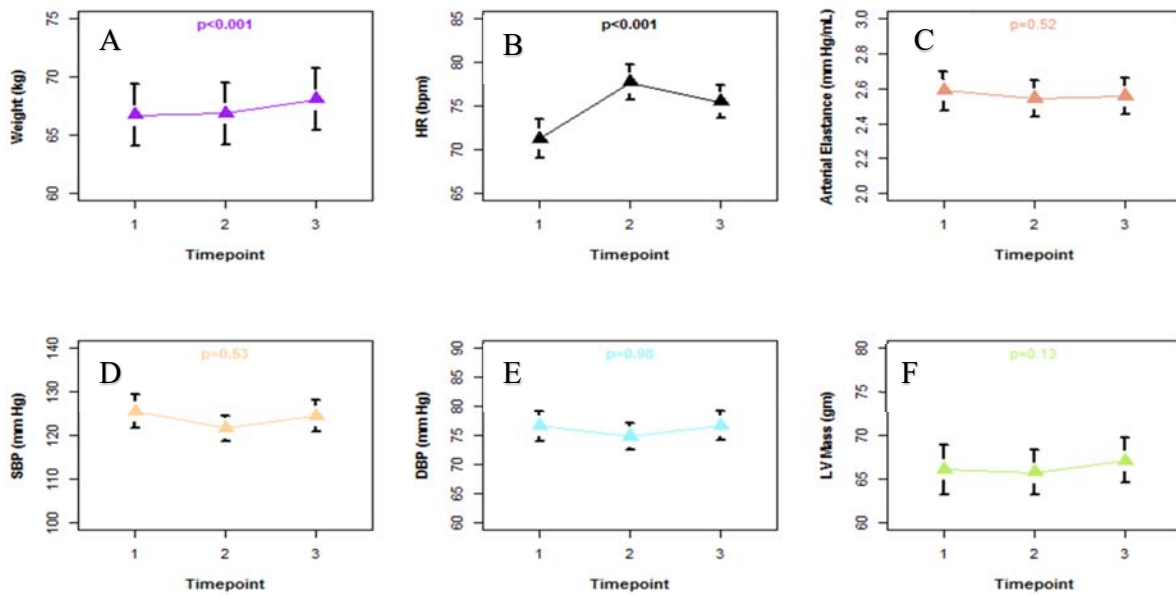 A
p<0.001
Weight (kg)
75
70
65
60
1 2 3
Timepoint
B
p<0.001
HR (bpm)
85
80
75
70
65
1 2 3
Timepoint
C
p=0.52
Arterial Elastance (mm Hg/mL)
3.0
2.8
2.6
2.4
2.2
2.0
1 2 3
Timepoint
D
p=0.53
SBP (mm Hg)
140
130
120
110
100
1 2 3
Timepoint
E
p=0.98
DBP (mm Hg)
90
85
80
75
70
65
60
1 2 3
Timepoint
F
p=0.13
LV Mass (gm)
80
70
65
60
1 2 3
Timepoint